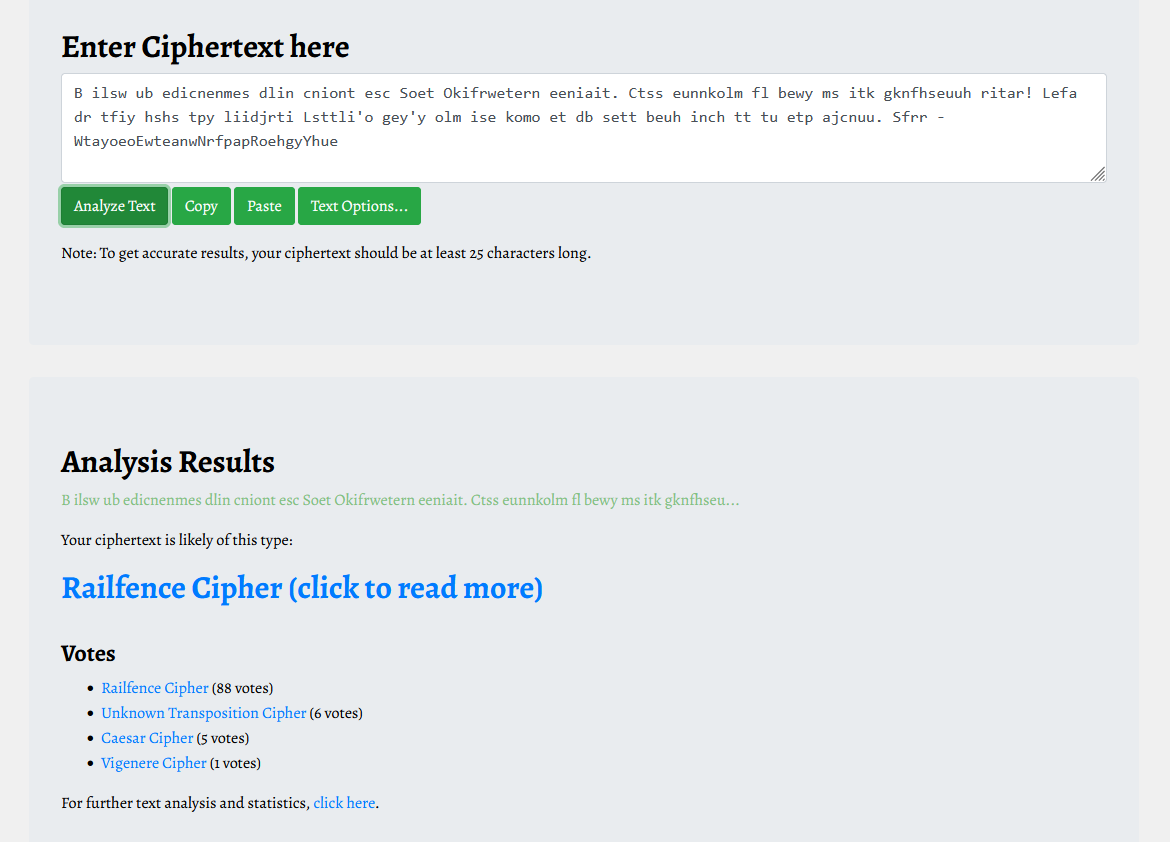 Enter Ciphertext here
B ilsw ub edicnenmes dlin cniont esc Soet Okifrwetern eeniait. Ctss eunnkolm fl bewy ms itk gknfhseuuh ritar! Lefa
dr tfiy hshs tpy liidjrti Lsttli'o gey'y olm ise komo et db sett beuh inch tt tu etp ajcnuu. Sfrr -
WtayoeoEwteanwNrfpapRoehgyYhue
Analyze Text Copy Paste Text Options...
Note: To get accurate results, your ciphertext should be at least 25 characters long.
Analysis Results
B ilsw ub edicnenmes dlin cniont esc Soet Okifrwetern eeniait. Ctss eunnkolm fl bewy ms itk gknfhseu...
Your ciphertext is likely of this type:
Railfence Cipher (click to read more)
Votes
Railfence Cipher (88 votes)
Unknown Transposition Cipher (6 votes)
Caesar Cipher (5 votes)
Vigenere Cipher (1 votes)
For further text analysis and statistics, click here.